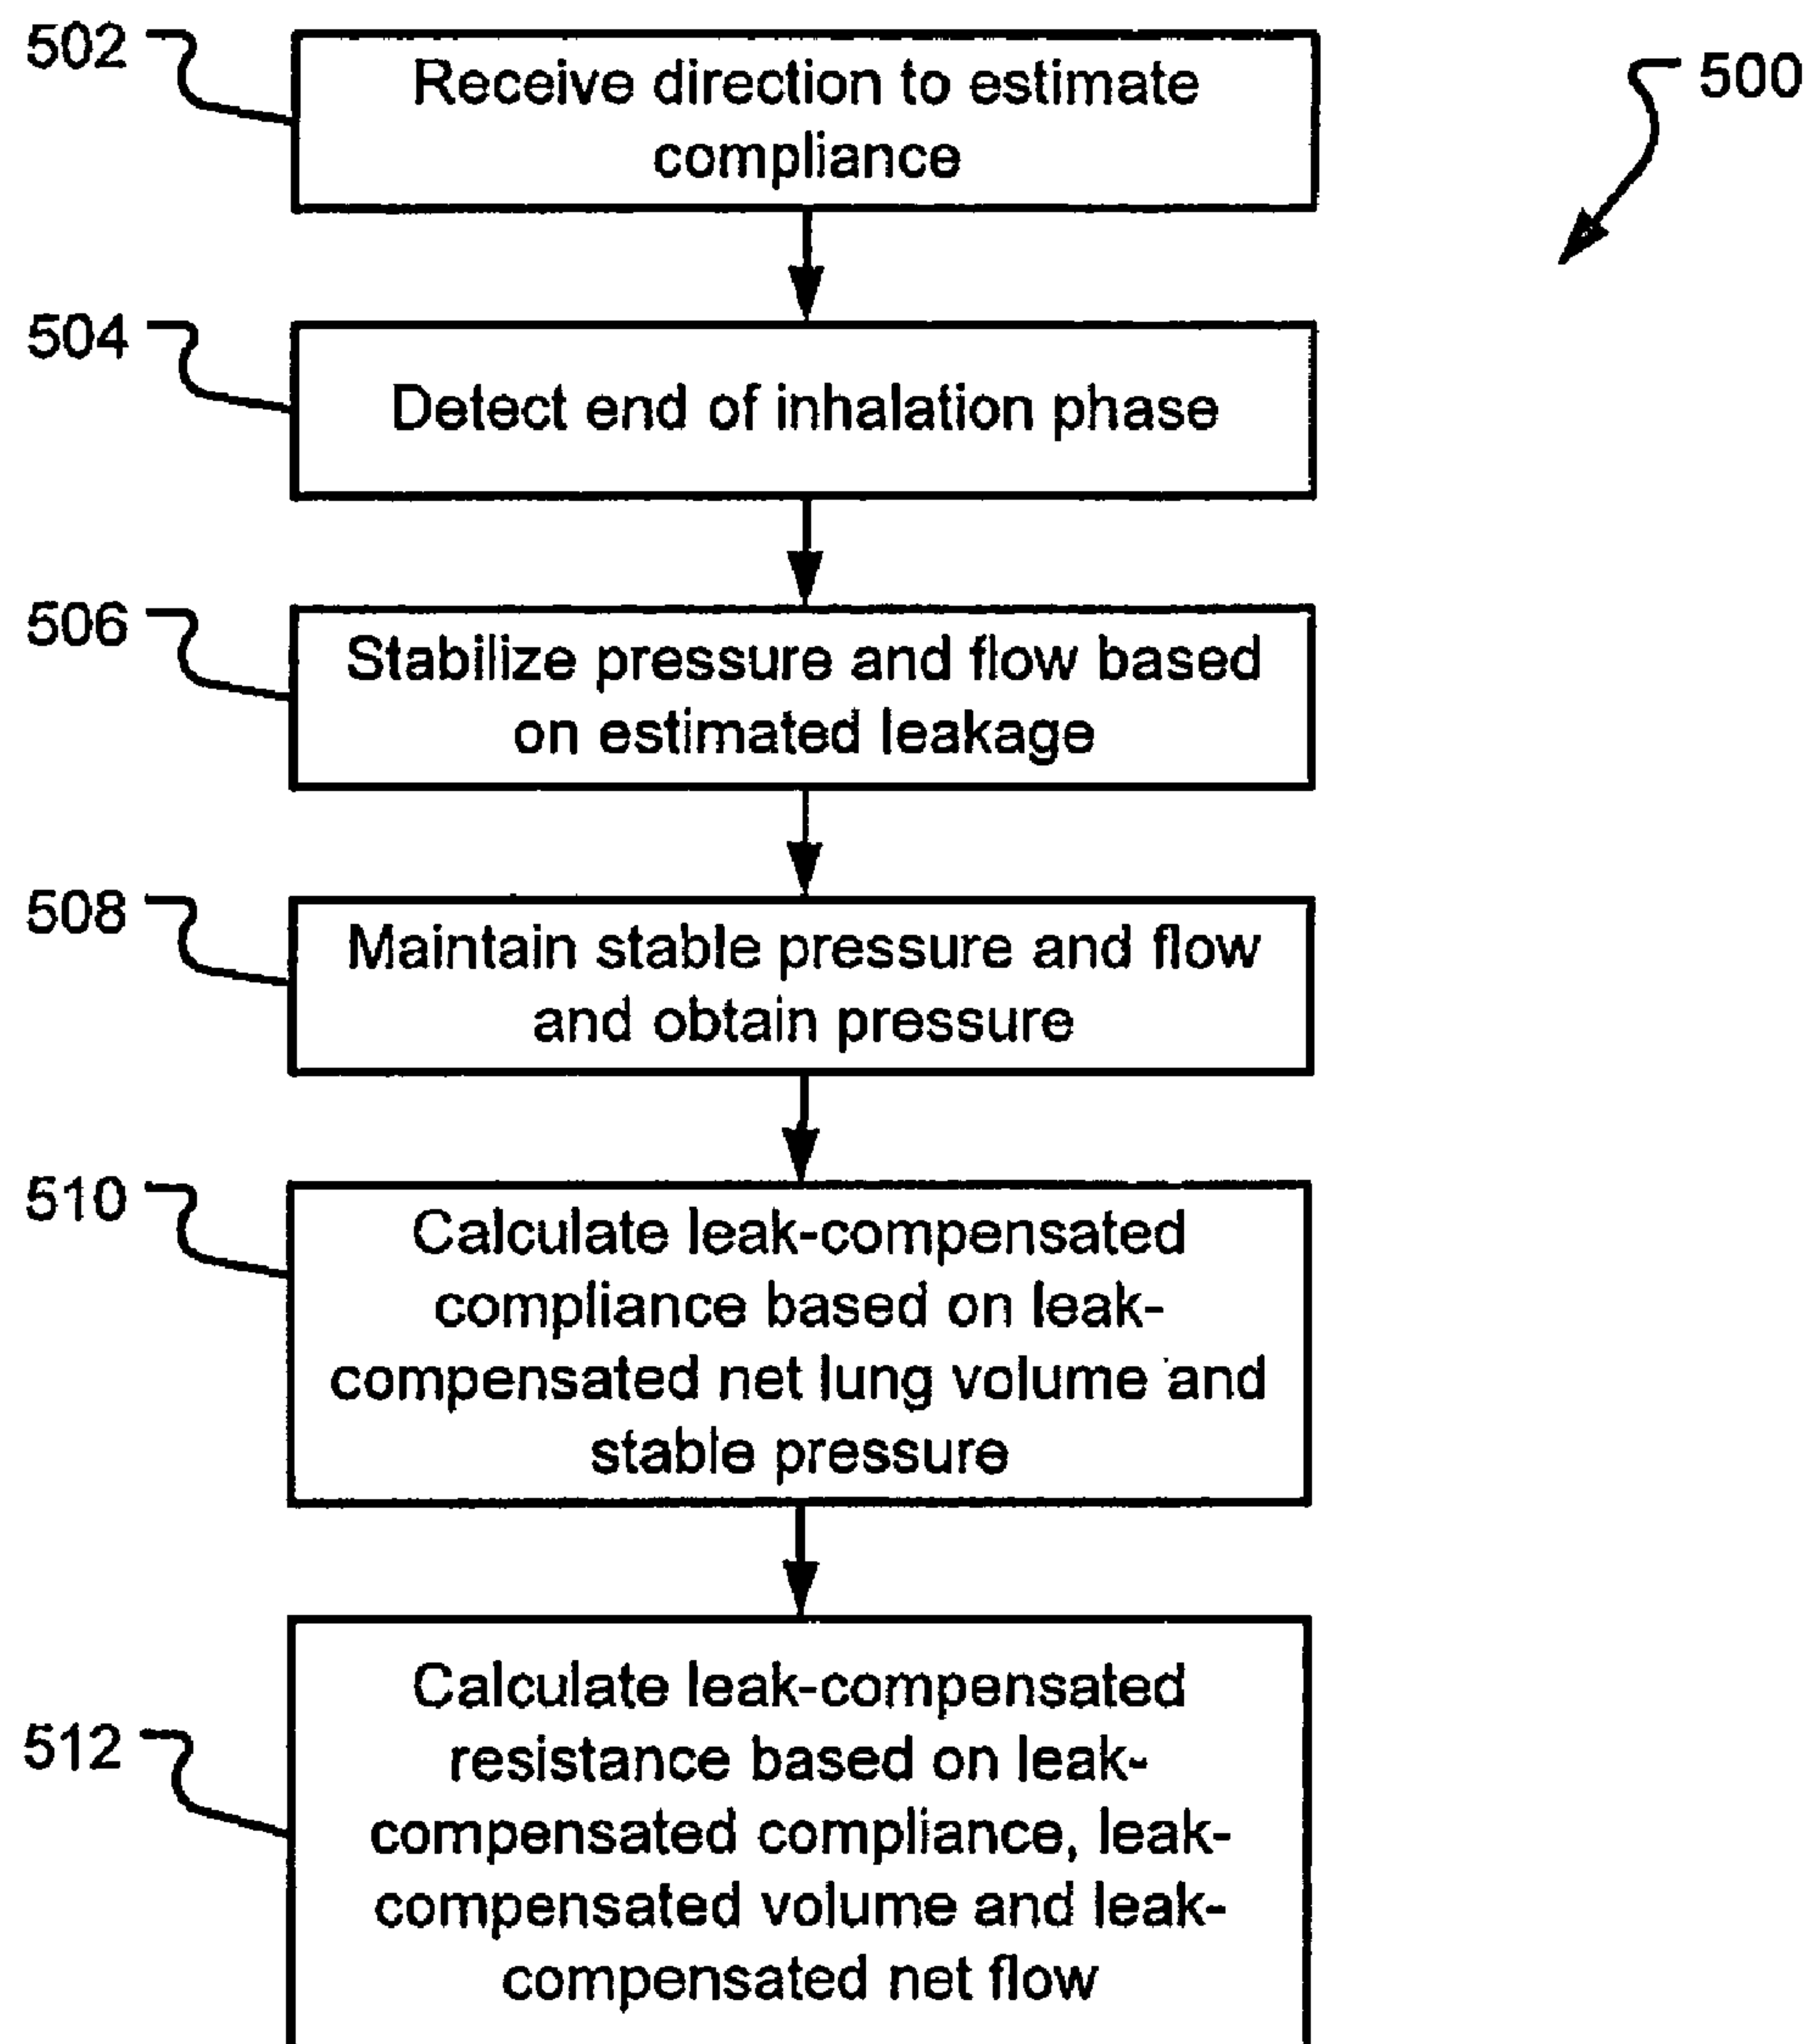 502
Receive direction to estimate
compliance
500
504
Detect end of inhalation phase
506
Stabilize pressure and flow based
on estimated leakage
508
Maintain stable pressure and flow
and obtain pressure
510
Calculate leak-compensated
compliance based on leak-
compensated net lung volume and
stable pressure
512
Calculate leak-compensated
resistance based on leak-
compensated compliance, leak-
compensated volume and leak-
compensated net flow